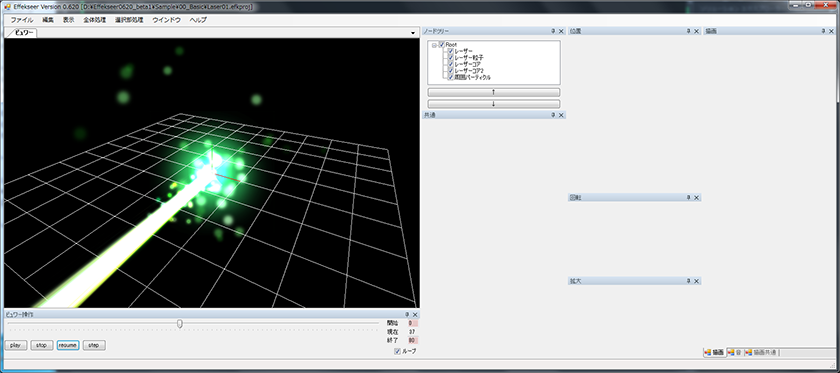 Effekseer Version 0.620 [D:¥Effekseer0620_beta1¥Sample¥00_Basic¥Laser01.efkproj]
ファイル 編集 表示 全体処理 選択部処理 ウインドウ ヘルプ
ビュワー
ノードツリー
Root
レーザー
レーザー粒子
レーザーコア
レーザーコア2
周囲パーティクル
↑
↓
共通
位置
回転
拡大
描画
ビュワー操作
開始 0
現在 37
終了 80
play stop resume step
ループ
描画 音 描画共通